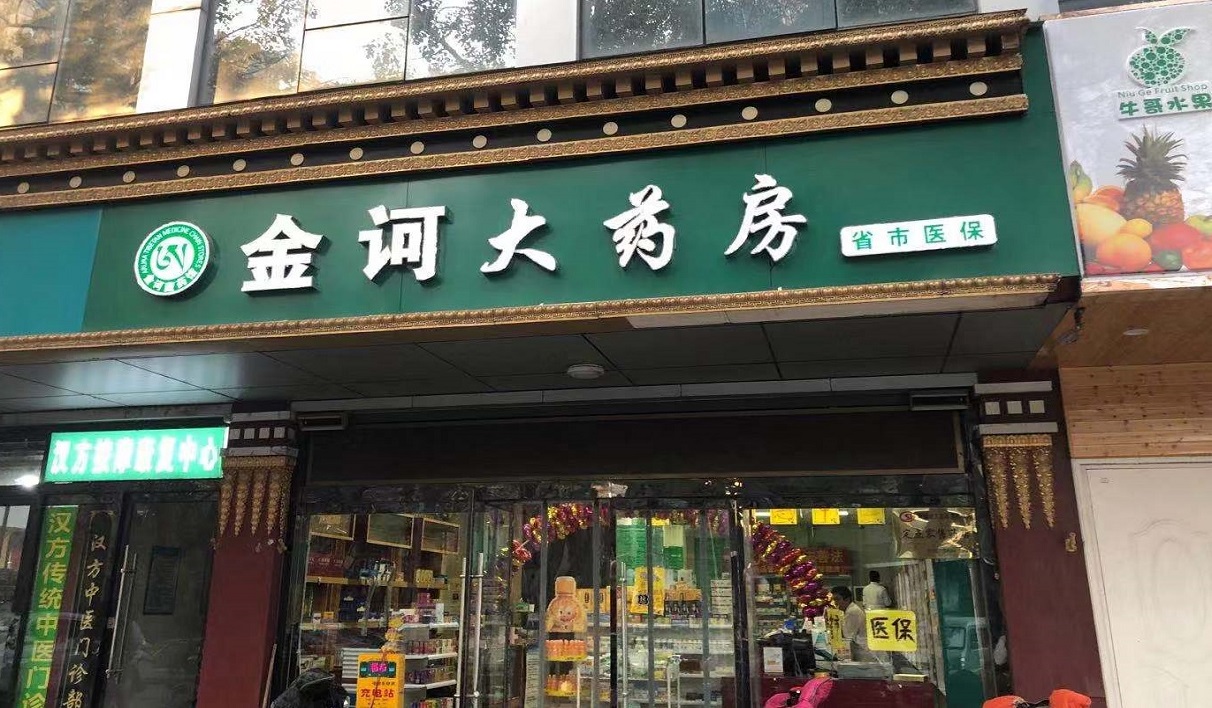 金诃大药房
省市医保
Niu Ge Fruit Shop
牛哥水果
汉方按摩康复中心
汉方传统中医门诊
汉方中医门诊部
医保
充电站